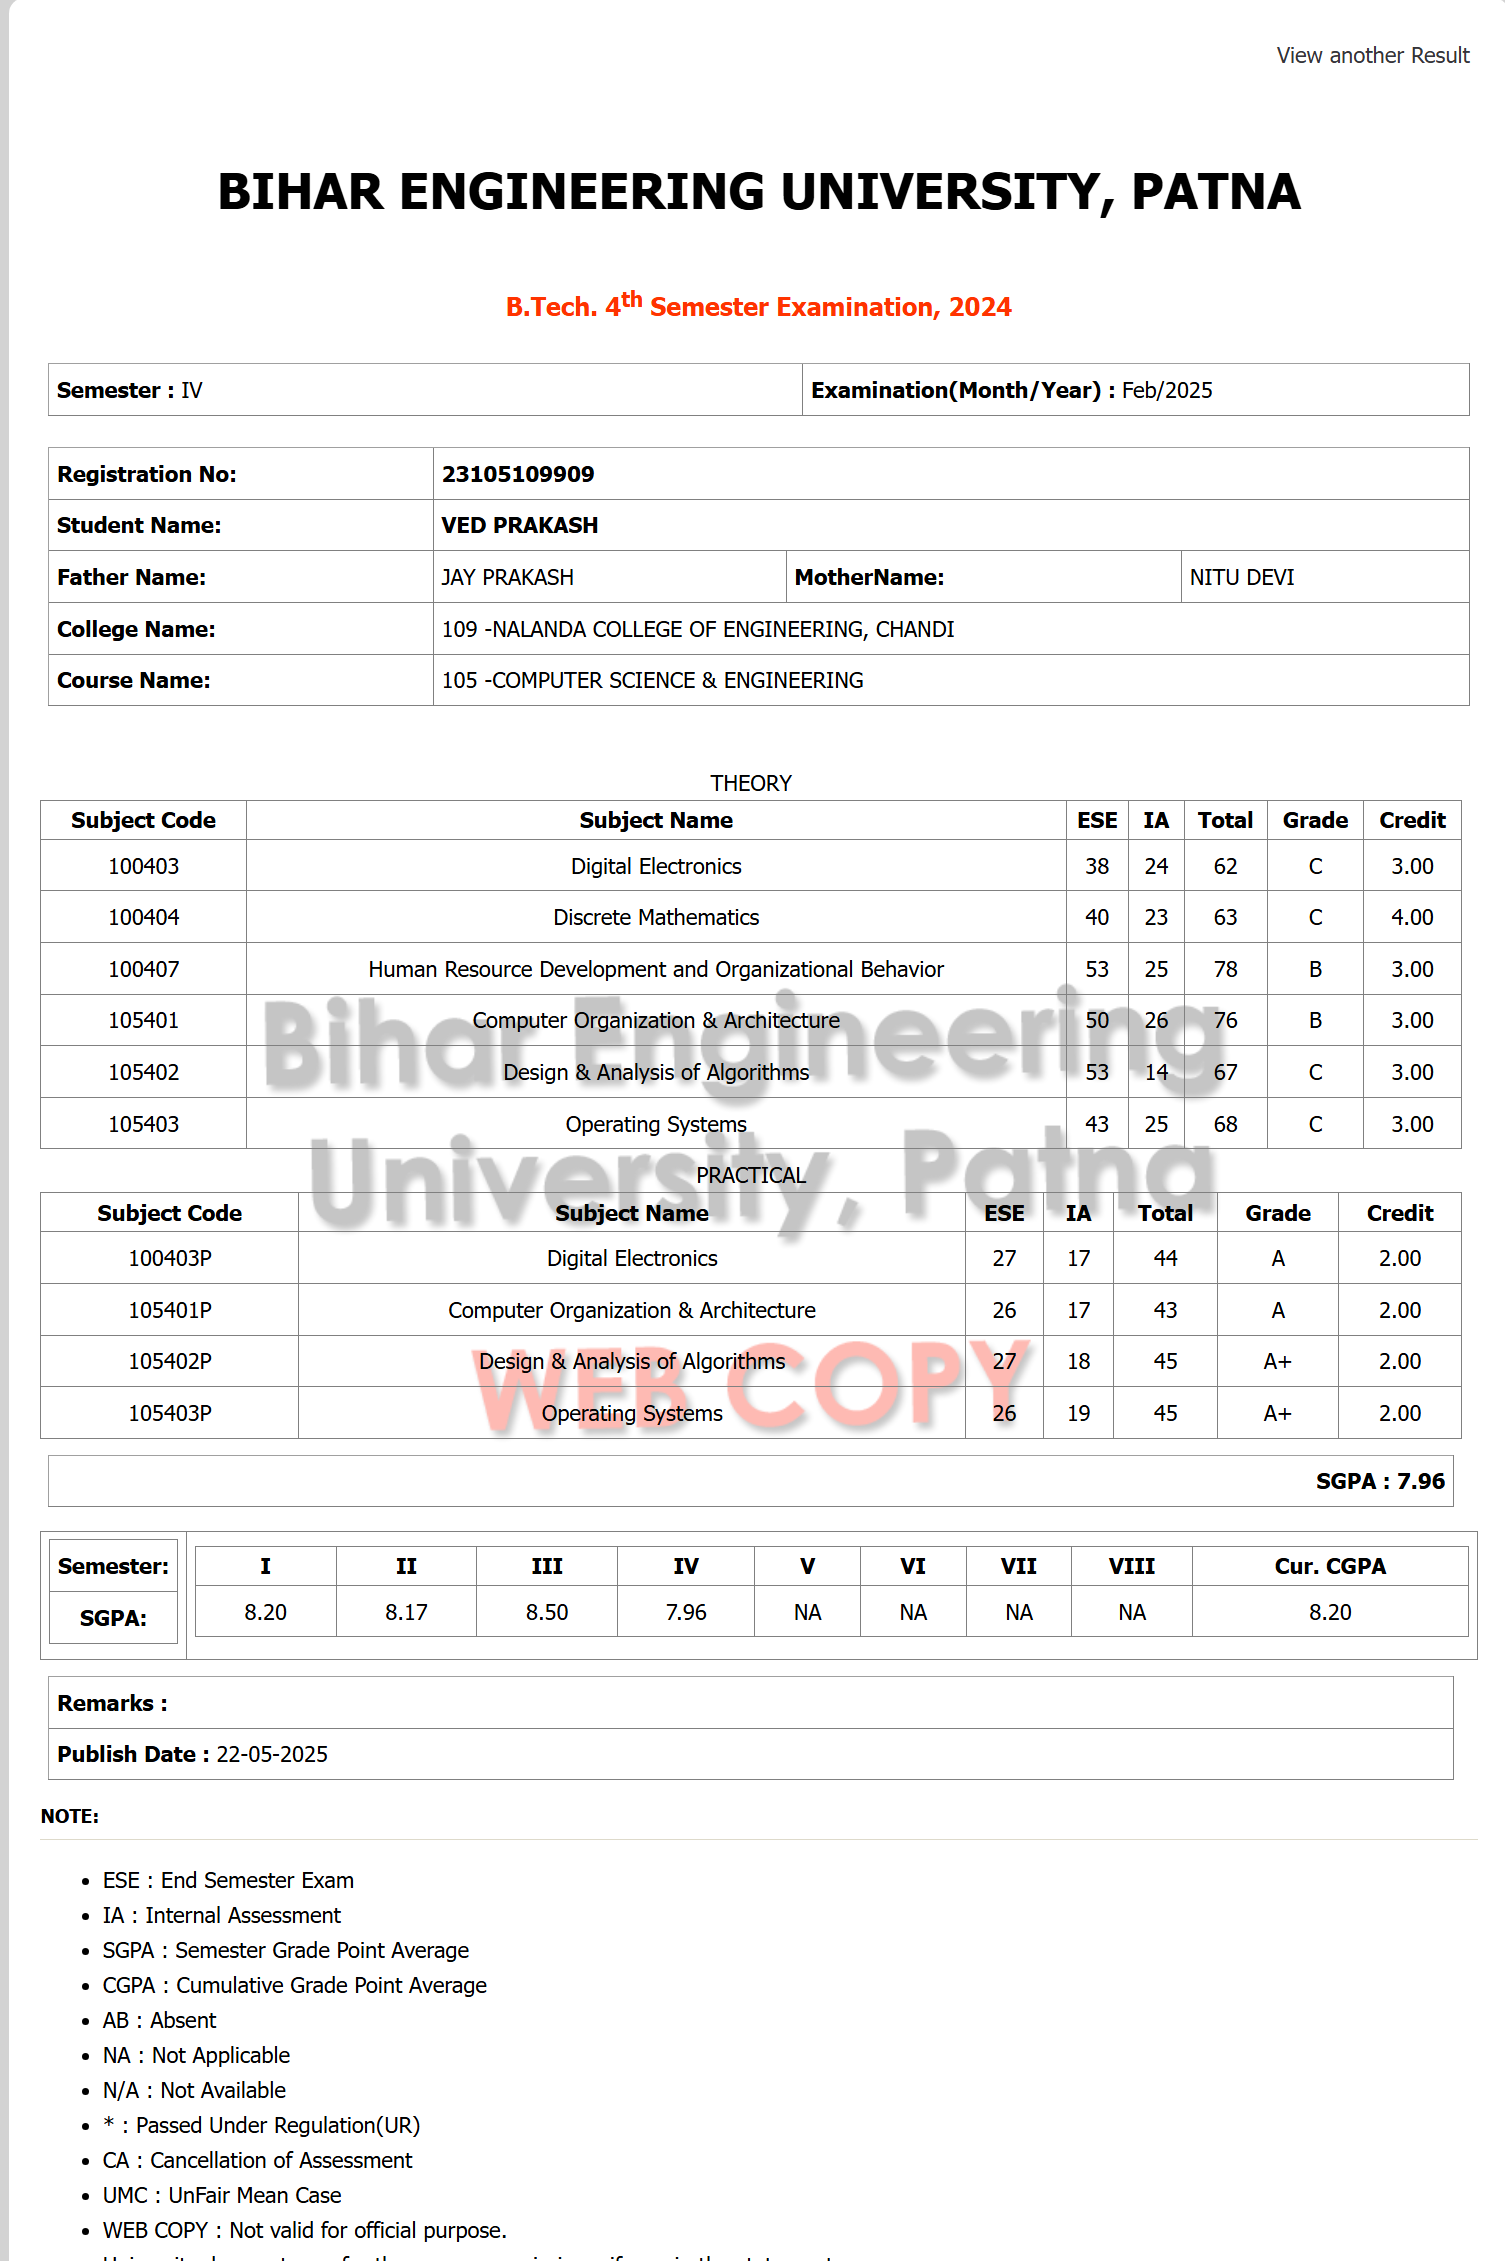 View another Result
BIHAR ENGINEERING UNIVERSITY, PATNA
B.Tech. 4th Semester Examination, 2024
Semester : IV Examination(Month/Year) : Feb/2025
Registration No: 23105109909
Student Name: VED PRAKASH
Father Name: JAY PRAKASH MotherName: NITU DEVI
College Name: 109 -NALANDA COLLEGE OF ENGINEERING, CHANDI
Course Name: 105 -COMPUTER SCIENCE & ENGINEERING
THEORY
Subject Code Subject Name ESE IA Total Grade Credit
100403 Digital Electronics 38 24 62 C 3.00
100404 Discrete Mathematics 40 23 63 C 4.00
100407 Human Resource Development and Organizational Behavior 53 25 78 B 3.00
105401 Computer Organization & Architecture 50 26 76 B 3.00
105402 Design & Analysis of Algorithms 53 14 67 C 3.00
105403 Operating Systems 43 25 68 C 3.00
Bihar Engineering
University, Patna
PRACTICAL
Subject Code Subject Name ESE IA Total Grade Credit
100403P Digital Electronics 27 17 44 A 2.00
105401P Computer Organization & Architecture 26 17 43 A 2.00
105402P Design & Analysis of Algorithms 27 18 45 A+ 2.00
105403P Operating Systems 26 19 45 A+ 2.00
WEB COPY
SGPA : 7.96
Semester: I II III IV V VI VII VIII Cur. CGPA
SGPA: 8.20 8.17 8.50 7.96 NA NA NA NA 8.20
Remarks :
Publish Date : 22-05-2025
NOTE:
• ESE : End Semester Exam
• IA : Internal Assessment
• SGPA : Semester Grade Point Average
• CGPA : Cumulative Grade Point Average
• AB : Absent
• NA : Not Applicable
• N/A : Not Available
• * : Passed Under Regulation(UR)
• CA : Cancellation of Assessment
• UMC : UnFair Mean Case
• WEB COPY : Not valid for official purpose.